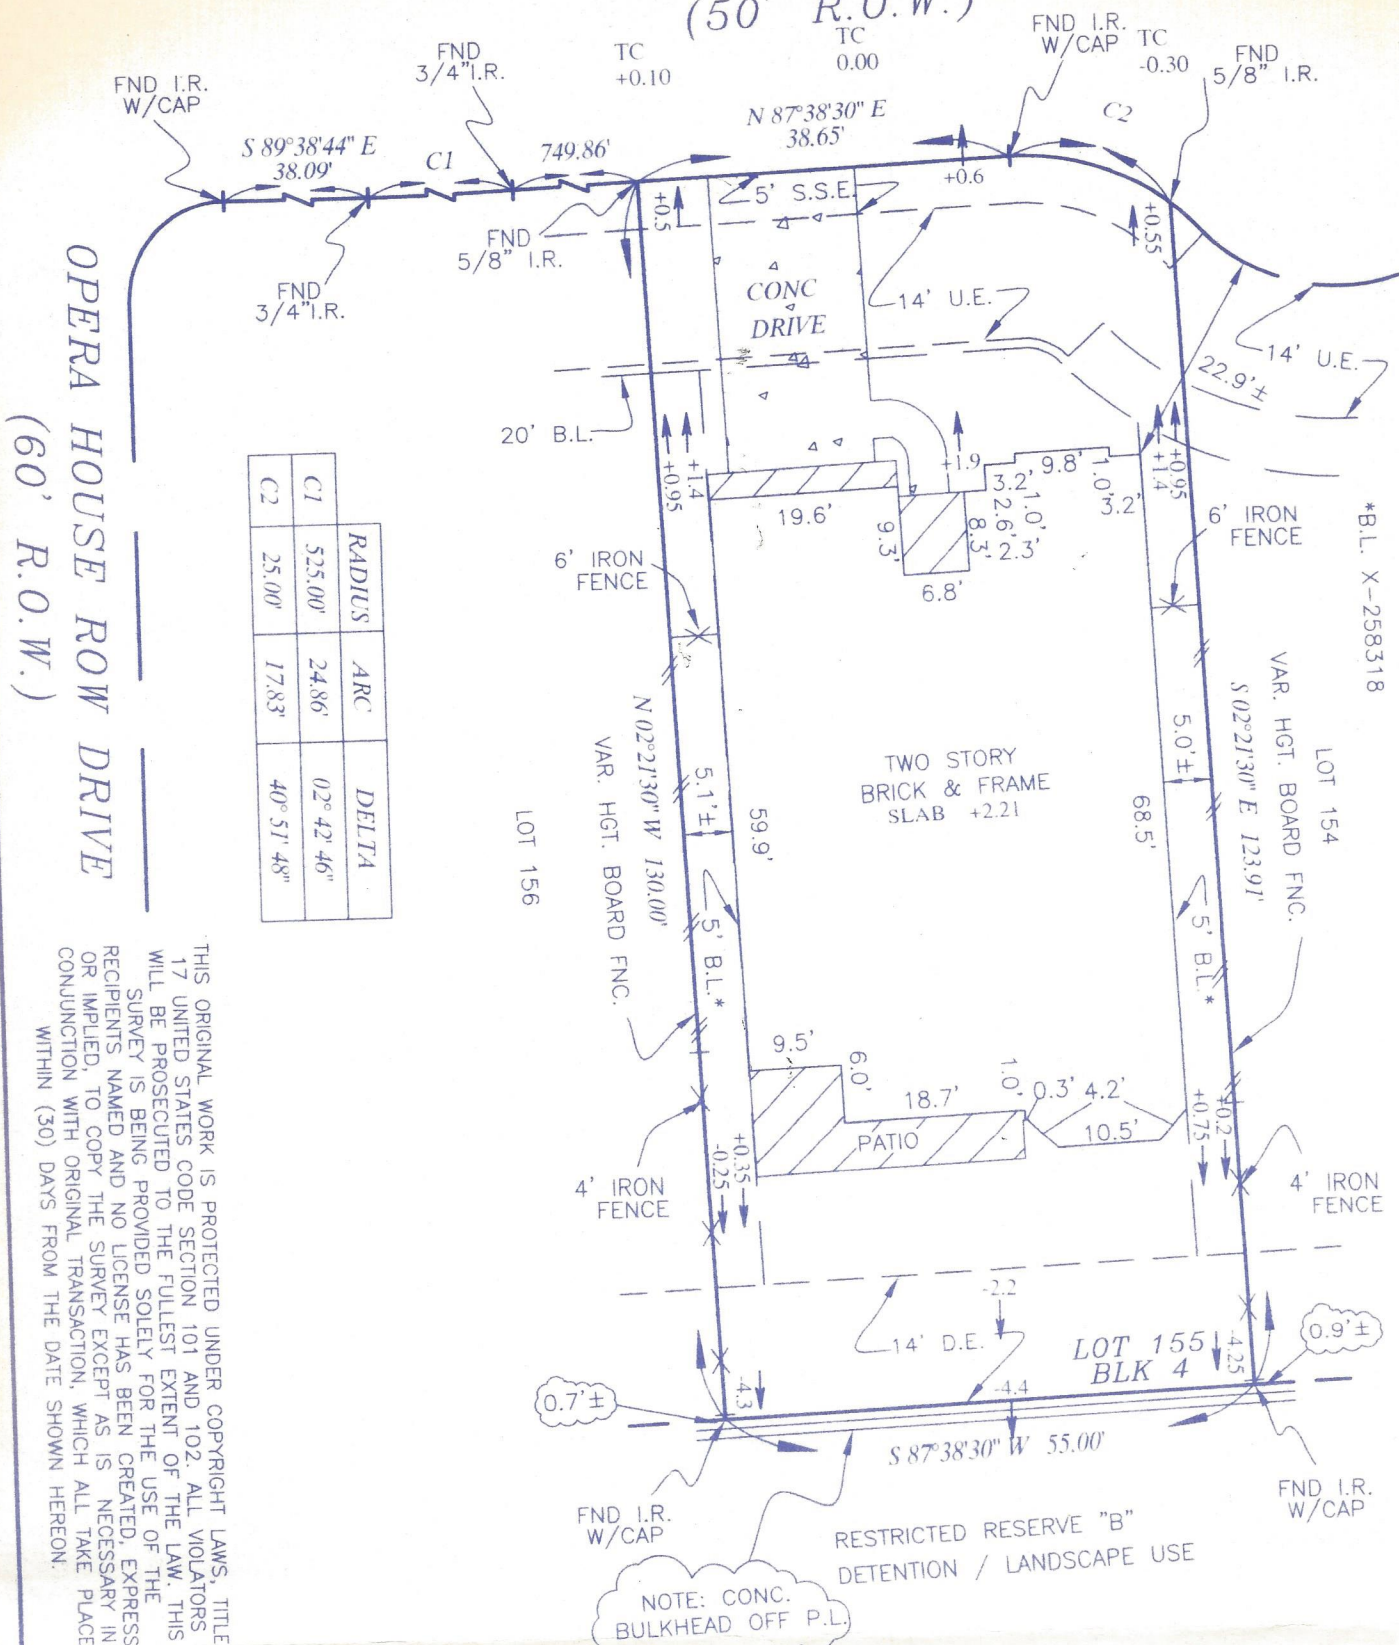 (50' R.O.W.)
TC
+0.10
TC
0.00
FND I.R.
W/CAP
TC
-0.30
FND
5/8" I.R.
FND I.R.
W/CAP
FND
3/4"I.R.
S 89°38'44" E
38.09'
C1
749.86'
N 87°38'30" E
38.65'
C2
FND
3/4"I.R.
FND
5/8" I.R.
+0.5
5' S.S.E.
+0.6
+0.55
CONC
DRIVE
14' U.E.
14' U.E.
22.9'±
20' B.L.
+0.95
+1.4
+1.9
+1.4
+0.95
19.6'
9.3'
6.8'
8.3'
3.2'
2.6'
1.0'
2.3'
9.8'
1.0'
3.2'
6' IRON
FENCE
6' IRON
FENCE
*B.L. X-258318
OPERA HOUSE ROW DRIVE
(60' R.O.W.)
RADIUS ARC DELTA
C1 525.00' 24.86' 02° 42' 46"
C2 25.00' 17.83' 40° 51' 48"
LOT 156
VAR. HGT. BOARD FNC.
N 02°21'30" W 130.00'
5.1'±
5' B.L.*
59.9'
TWO STORY
BRICK & FRAME
SLAB +2.21
68.5'
5.0'±
5' B.L.*
S 02°21'30" E 123.91'
VAR. HGT. BOARD FNC.
LOT 154
9.5'
6.0'
18.7'
1.0'
0.3'
4.2'
10.5'
PATIO
+0.35
-0.25
+0.75
+0.2
4' IRON
FENCE
4' IRON
FENCE
-2.2
14' D.E.
LOT 155
BLK 4
-4.25
0.9'±
0.7'±
-4.3
-4.4
S 87°38'30" W 55.00'
FND I.R.
W/CAP
FND I.R.
W/CAP
RESTRICTED RESERVE "B"
DETENTION / LANDSCAPE USE
NOTE: CONC.
BULKHEAD OFF P.L.
THIS ORIGINAL WORK IS PROTECTED UNDER COPYRIGHT LAWS, TITLE
17 UNITED STATES CODE SECTION 101 AND 102. ALL VIOLATORS
WILL BE PROSECUTED TO THE FULLEST EXTENT OF THE LAW. THIS
SURVEY IS BEING PROVIDED SOLELY FOR THE USE OF THE
RECIPIENTS NAMED AND NO LICENSE HAS BEEN CREATED, EXPRESS
OR IMPLIED, TO COPY THE SURVEY EXCEPT AS IS NECESSARY IN
CONJUNCTION WITH ORIGINAL TRANSACTION, WHICH ALL TAKE PLACE
WITHIN (30) DAYS FROM THE DATE SHOWN HEREON.